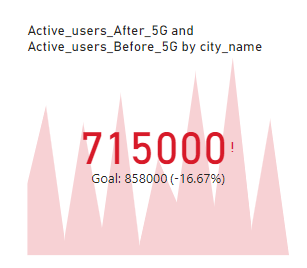 Active_users_After_5G and
Active_users_Before_5G by city_name
715000!
Goal: 858000 (-16.67%)